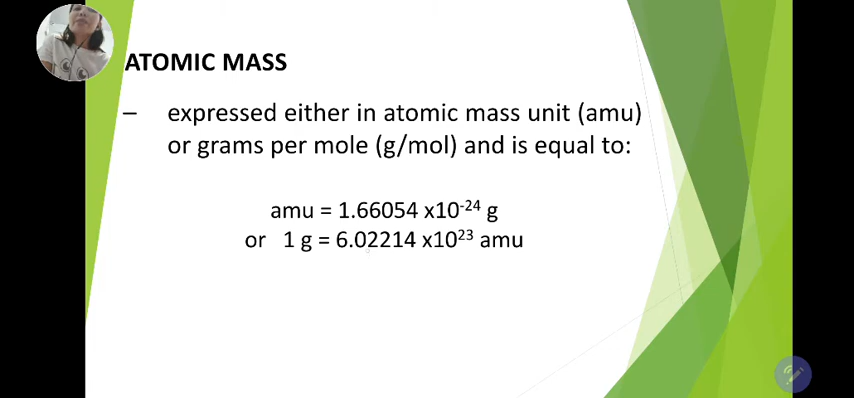 ATOMIC MASS
– expressed either in atomic mass unit (amu)
or grams per mole (g/mol) and is equal to:
amu = 1.66054 x10⁻²⁴ g
or 1 g = 6.02214 x10²³ amu